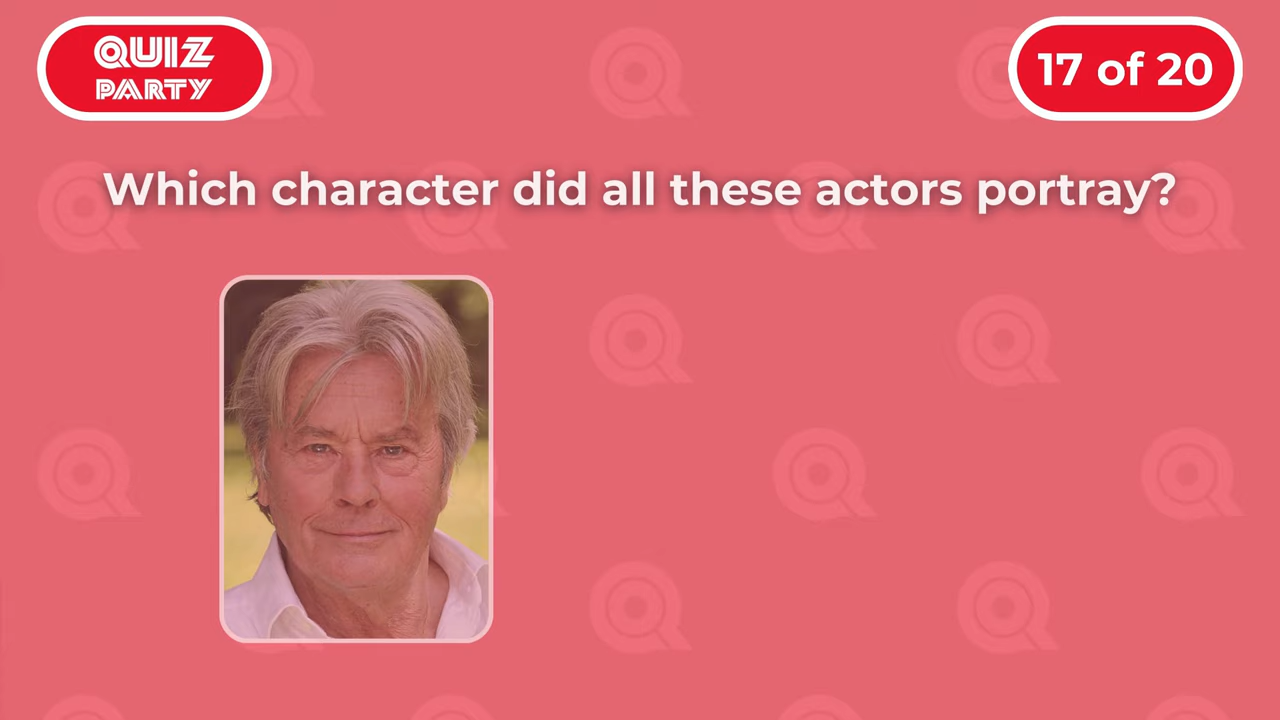 QUIZ
PARTY
17 of 20
Which character did all these actors portray?